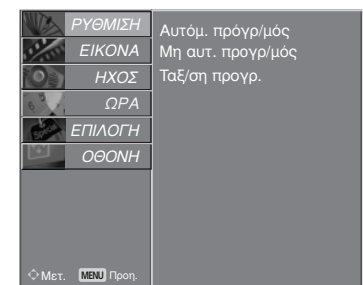 ΡΥΘΜΙΣΗ
ΕΙΚΟΝΑ
ΗΧΟΣ
ΩΡΑ
ΕΠΙΛΟΓΗ
ΟΘΟΝΗ
Αυτόμ. πρόγρ/μός
Μη αυτ. προγρ/μός
Ταξ/ση προγρ.
Μετ. MENU Προη.